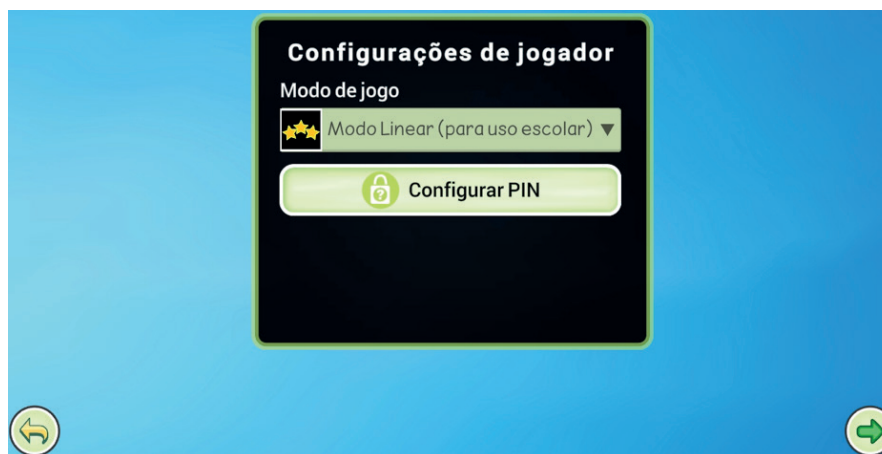 Configurações de jogador
Modo de jogo
Modo Linear (para uso escolar)
Configurar PIN